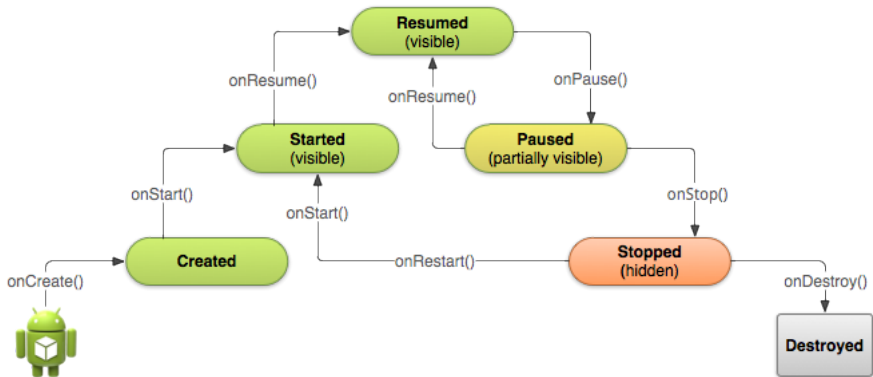 Resumed
(visible)
onResume()
onResume()
onPause()
Started
(visible)
Paused
(partially visible)
onStart()
onStart()
onStop()
Created
onRestart()
Stopped
(hidden)
onCreate()
onDestroy()
Destroyed